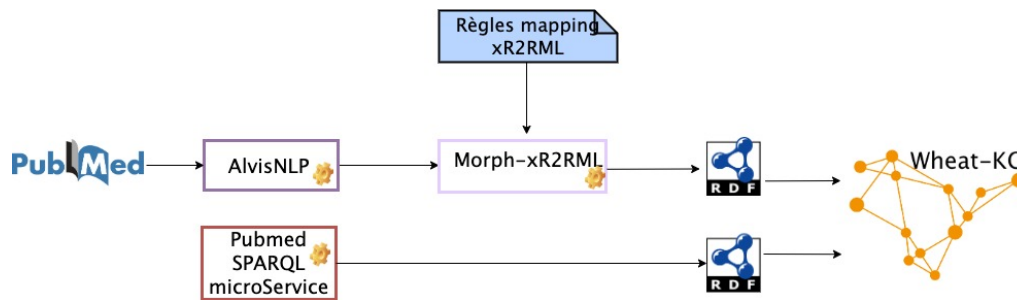 Règles mapping
xR2RML
PubMed
AlvisNLP
Morph-xR2RML
RDF
Wheat-KG
Pubmed
SPARQL
microService
RDF